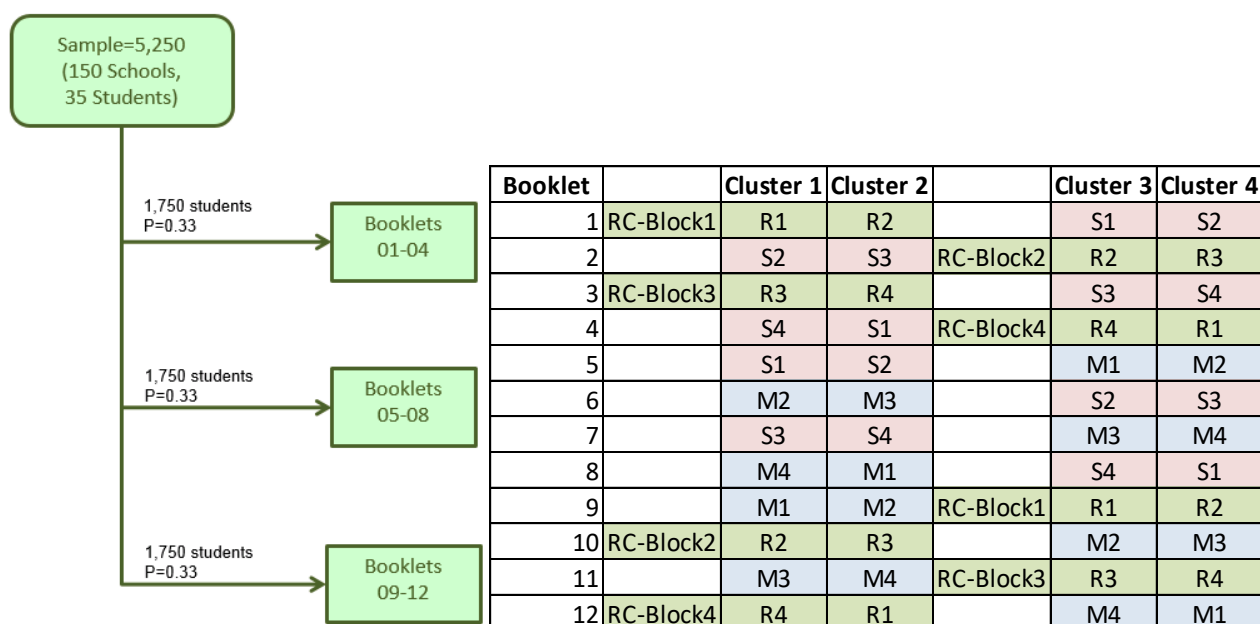 Sample=5,250
(150 Schools,
35 Students)
1,750 students
P=0.33
Booklets
01-04
1,750 students
P=0.33
Booklets
05-08
1,750 students
P=0.33
Booklets
09-12
Booklet Cluster 1 Cluster 2 Cluster 3 Cluster 4
1 RC-Block1 R1 R2 S1 S2
2 S2 S3 RC-Block2 R2 R3
3 RC-Block3 R3 R4 S3 S4
4 S4 S1 RC-Block4 R4 R1
5 S1 S2 M1 M2
6 M2 M3 S2 S3
7 S3 S4 M3 M4
8 M4 M1 S4 S1
9 M1 M2 RC-Block1 R1 R2
10 RC-Block2 R2 R3 M2 M3
11 M3 M4 RC-Block3 R3 R4
12 RC-Block4 R4 R1 M4 M1